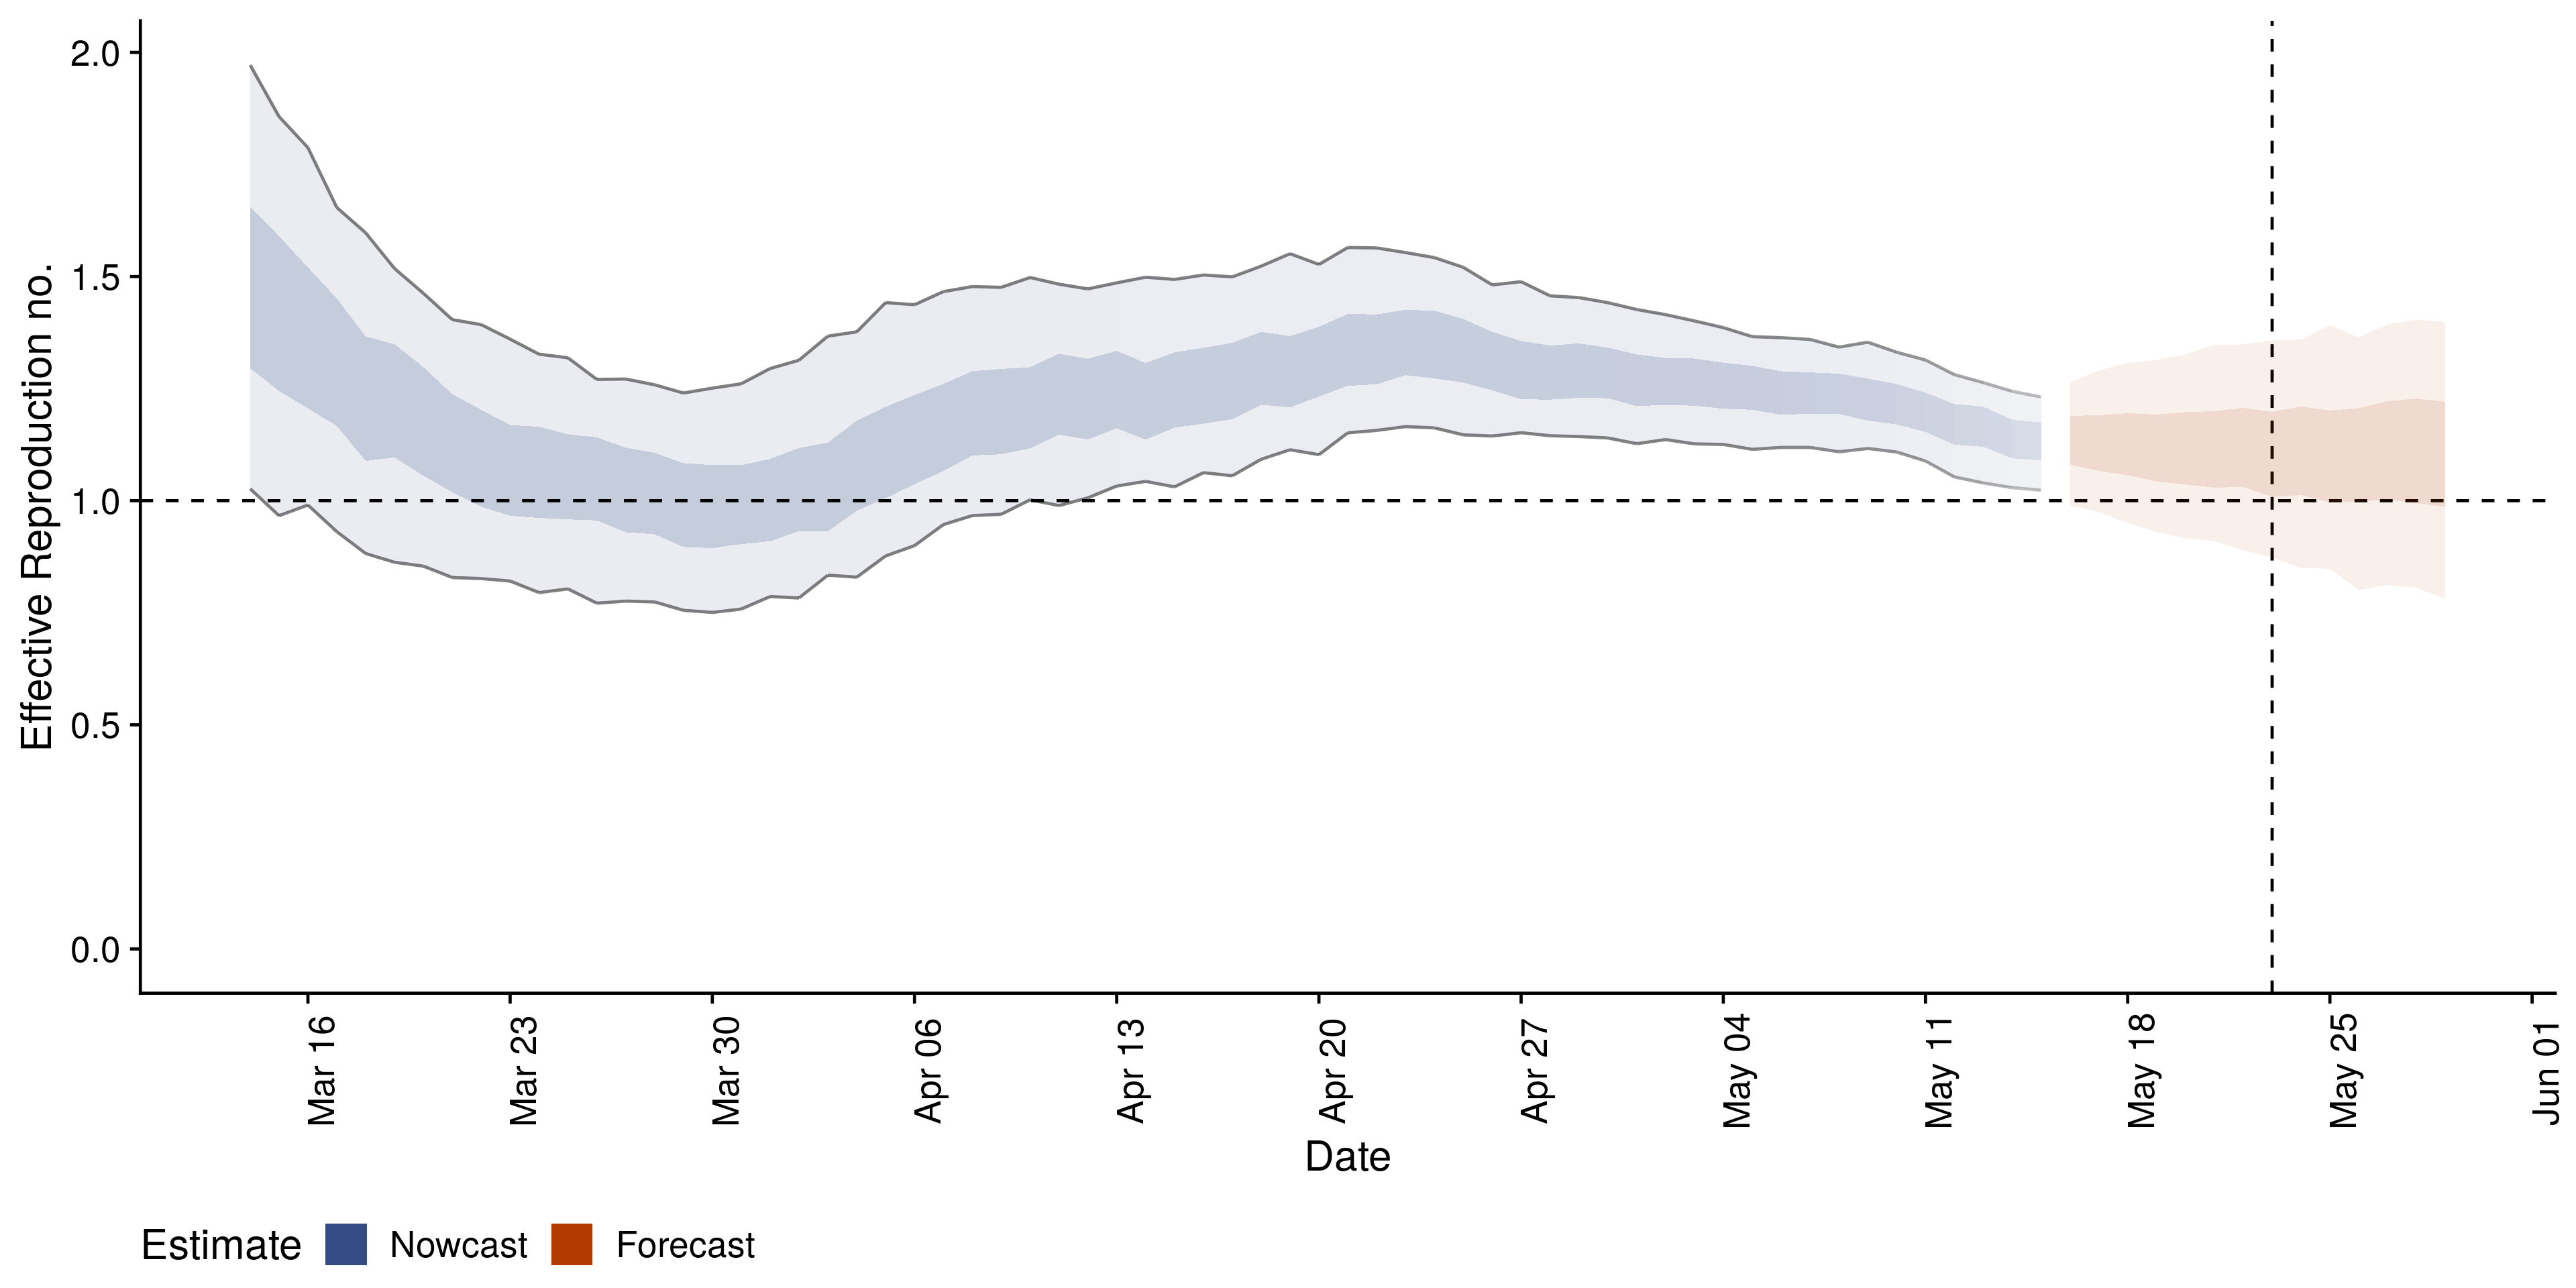 Effective Reproduction no.
2.0
1.5
1.0
0.5
0.0
Mar 16
Mar 23
Mar 30
Apr 06
Apr 13
Apr 20
Apr 27
May 04
May 11
May 18
May 25
Jun 01
Date
Estimate Nowcast Forecast